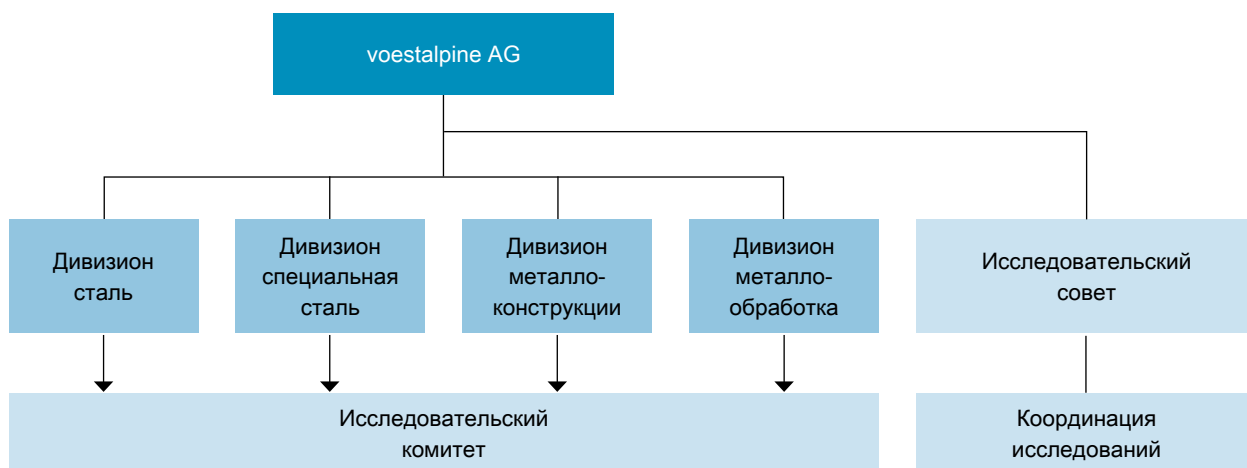 voestalpine AG
Дивизион
сталь
Дивизион
специальная
сталь
Дивизион
металло-
конструкции
Дивизион
металло-
обработка
Исследовательский
совет
Исследовательский
комитет
Координация
исследований